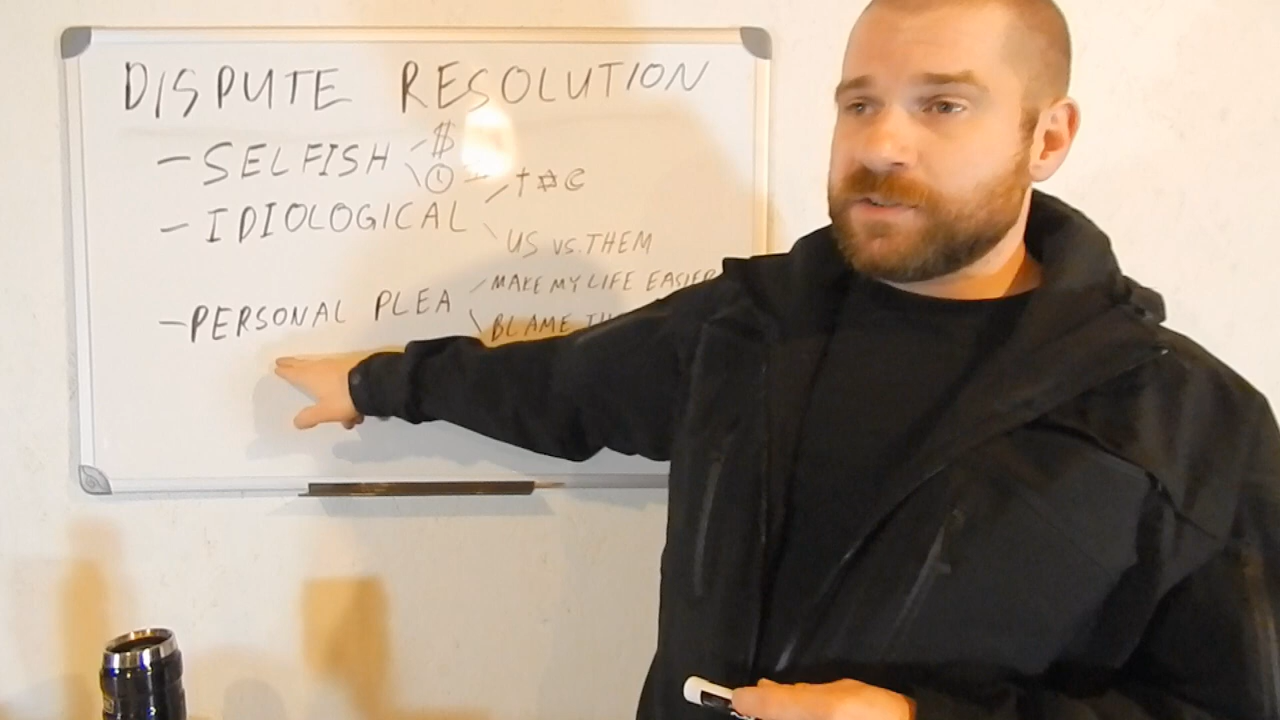 DISPUTE RESOLUTION
- SELFISH - $
† ✡ ☪
- IDIOLOGICAL
US VS. THEM
MAKE MY LIFE EASIER
- PERSONAL PLEA
BLAME